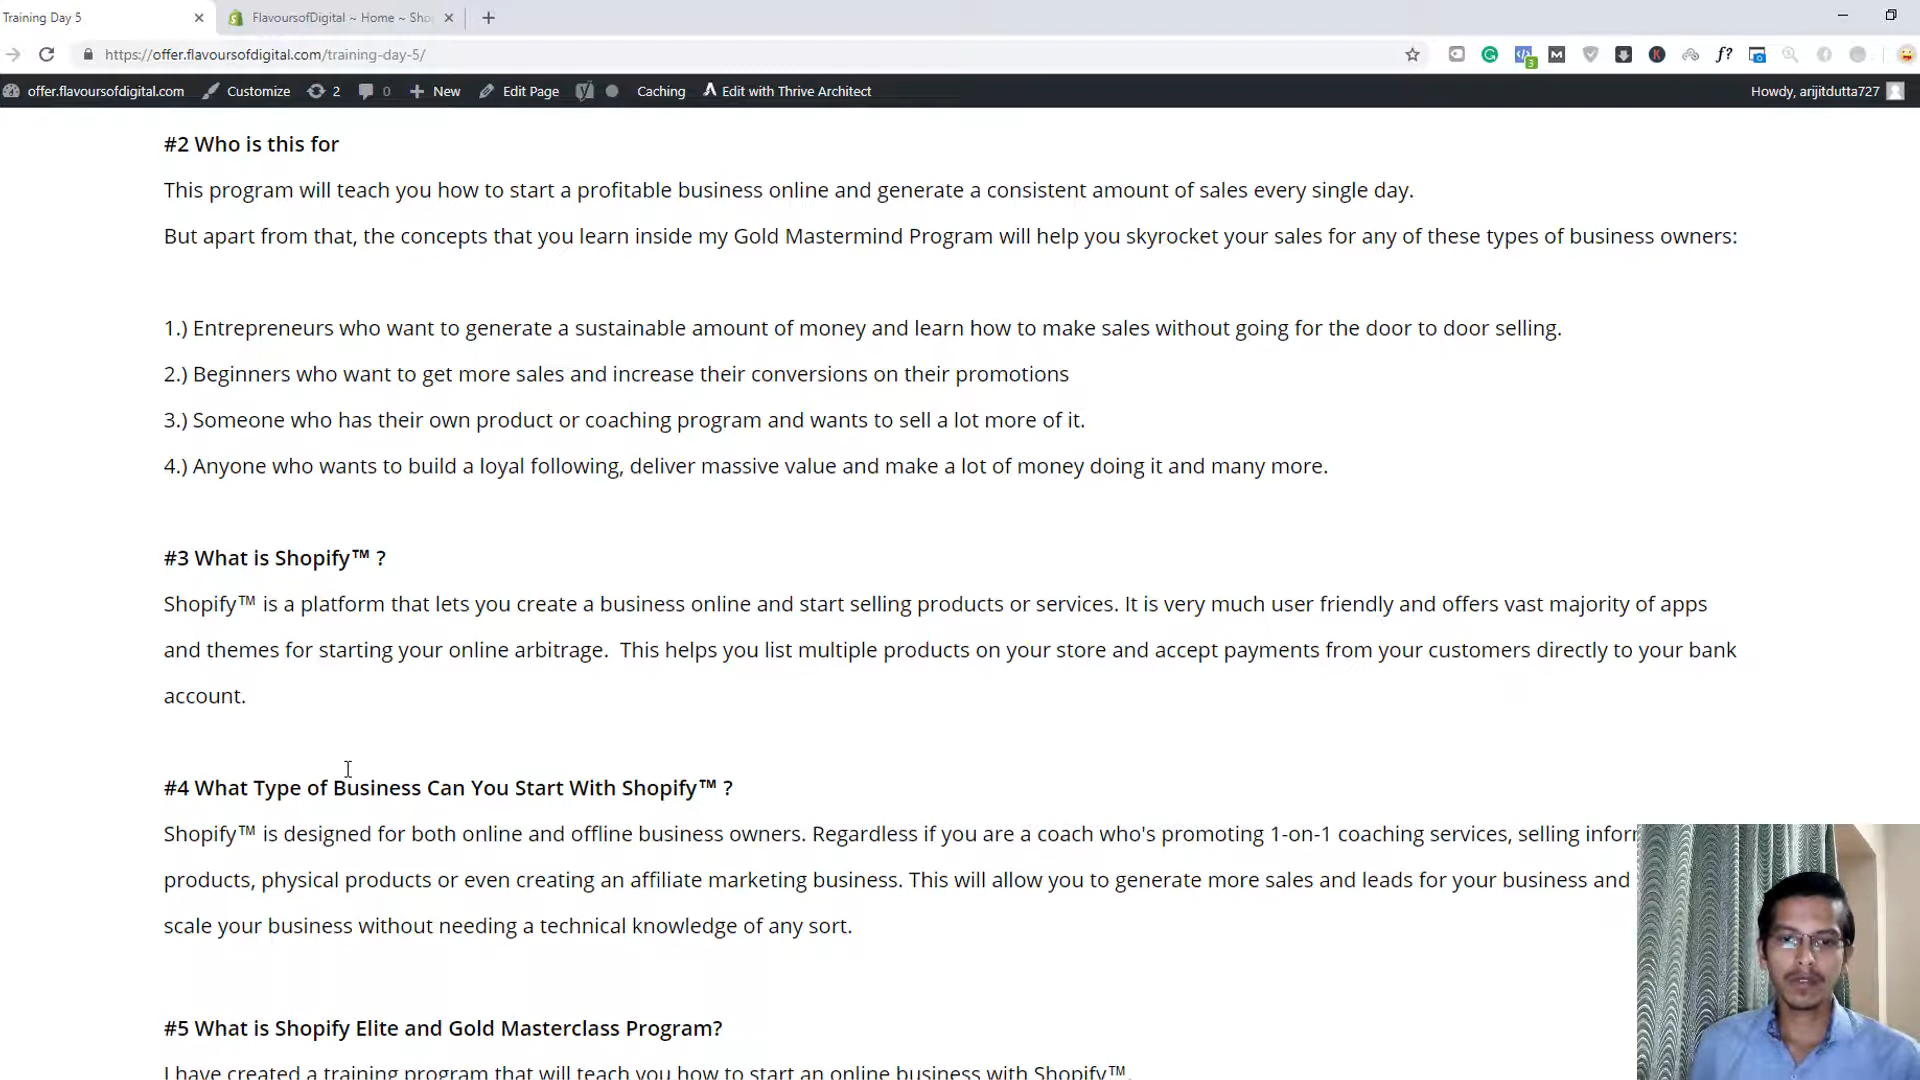 Training Day 5
FlavoursofDigital ~ Home ~ Sho
https://offer.flavoursofdigital.com/training-day-5/
3
offer.flavoursofdigital.com Customize 2 0 New Edit Page Caching Edit with Thrive Architect Howdy, arijitdutta727
#2 Who is this for
This program will teach you how to start a profitable business online and generate a consistent amount of sales every single day.
But apart from that, the concepts that you learn inside my Gold Mastermind Program will help you skyrocket your sales for any of these types of business owners:
1.) Entrepreneurs who want to generate a sustainable amount of money and learn how to make sales without going for the door to door selling.
2.) Beginners who want to get more sales and increase their conversions on their promotions
3.) Someone who has their own product or coaching program and wants to sell a lot more of it.
4.) Anyone who wants to build a loyal following, deliver massive value and make a lot of money doing it and many more.
#3 What is Shopify™ ?
Shopify™ is a platform that lets you create a business online and start selling products or services. It is very much user friendly and offers vast majority of apps
and themes for starting your online arbitrage.  This helps you list multiple products on your store and accept payments from your customers directly to your bank
account.
#4 What Type of Business Can You Start With Shopify™ ?
Shopify™ is designed for both online and offline business owners. Regardless if you are a coach who's promoting 1-on-1 coaching services, selling infor
products, physical products or even creating an affiliate marketing business. This will allow you to generate more sales and leads for your business and
scale your business without needing a technical knowledge of any sort.
#5 What is Shopify Elite and Gold Masterclass Program?
I have created a training program that will teach you how to start an online business with Shopify™.